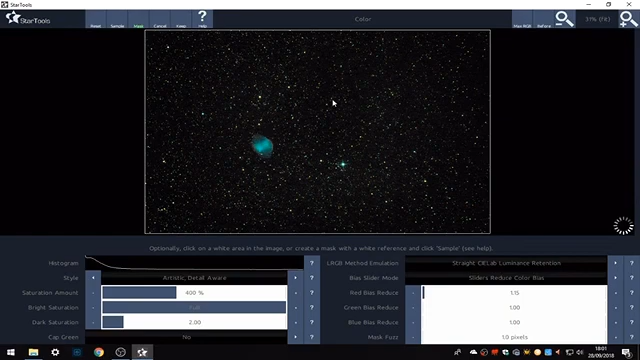 StarTools
StarTools
Reset Sample Mask Cancel Keep Help
Color
Max RGB ReForce 31% (Fit)
Optionally, click on a white area in the image, or create a mask with a white reference and click 'Sample' (see help).
Histogram ?
Style Artistic, Detail Aware ?
Saturation Amount 400 % ?
Bright Saturation ?
Dark Saturation 2.00 ?
Cap Green No ?
LRGB Method Emulation Straight CIELab Luminance Retention ?
Bias Slider Mode Sliders Reduce Color Bias ?
Red Bias Reduce 1.15 ?
Green Bias Reduce 1.00 ?
Blue Bias Reduce 1.00 ?
Mask Fuzz 1.0 pixels ?
18:01
28/09/2018